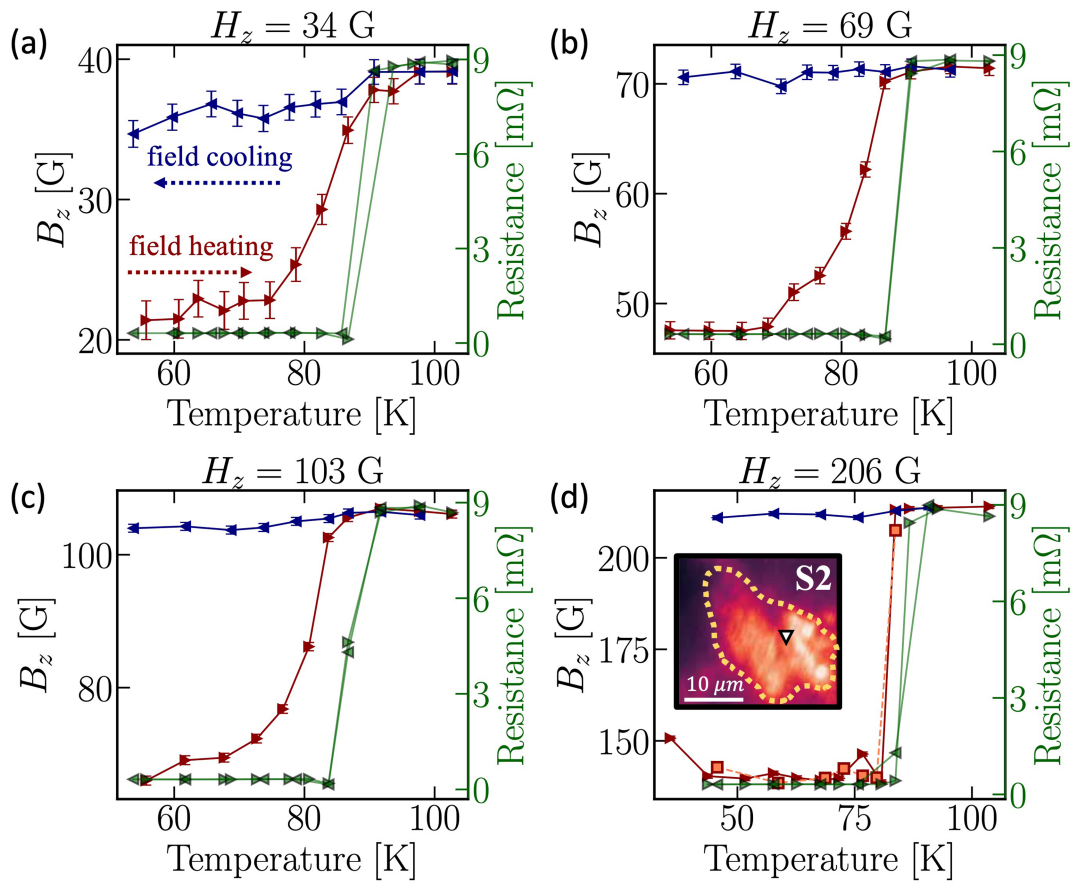 (a) H_z = 34 G
40
30
20
B_z [G]
field cooling
field heating
9
6
3
0
Resistance [mΩ]
60 80 100
Temperature [K]
(b) H_z = 69 G
70
60
50
B_z [G]
9
6
3
0
Resistance [mΩ]
60 80 100
Temperature [K]
(c) H_z = 103 G
100
80
B_z [G]
9
6
3
0
Resistance [mΩ]
60 80 100
Temperature [K]
(d) H_z = 206 G
200
175
150
B_z [G]
S2
10 μm
9
6
3
0
Resistance [mΩ]
50 75 100
Temperature [K]